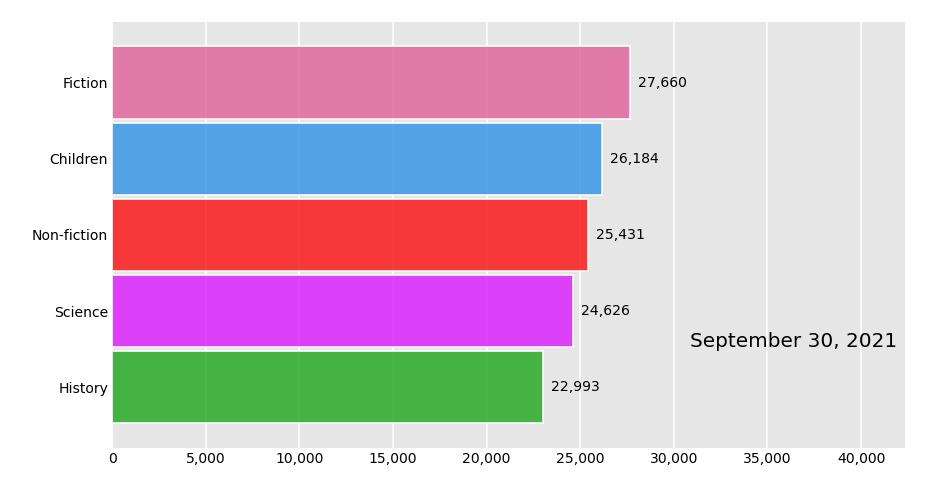 Fiction 27,660
Children 26,184
Non-fiction 25,431
Science 24,626
September 30, 2021
History 22,993
0 5,000 10,000 15,000 20,000 25,000 30,000 35,000 40,000